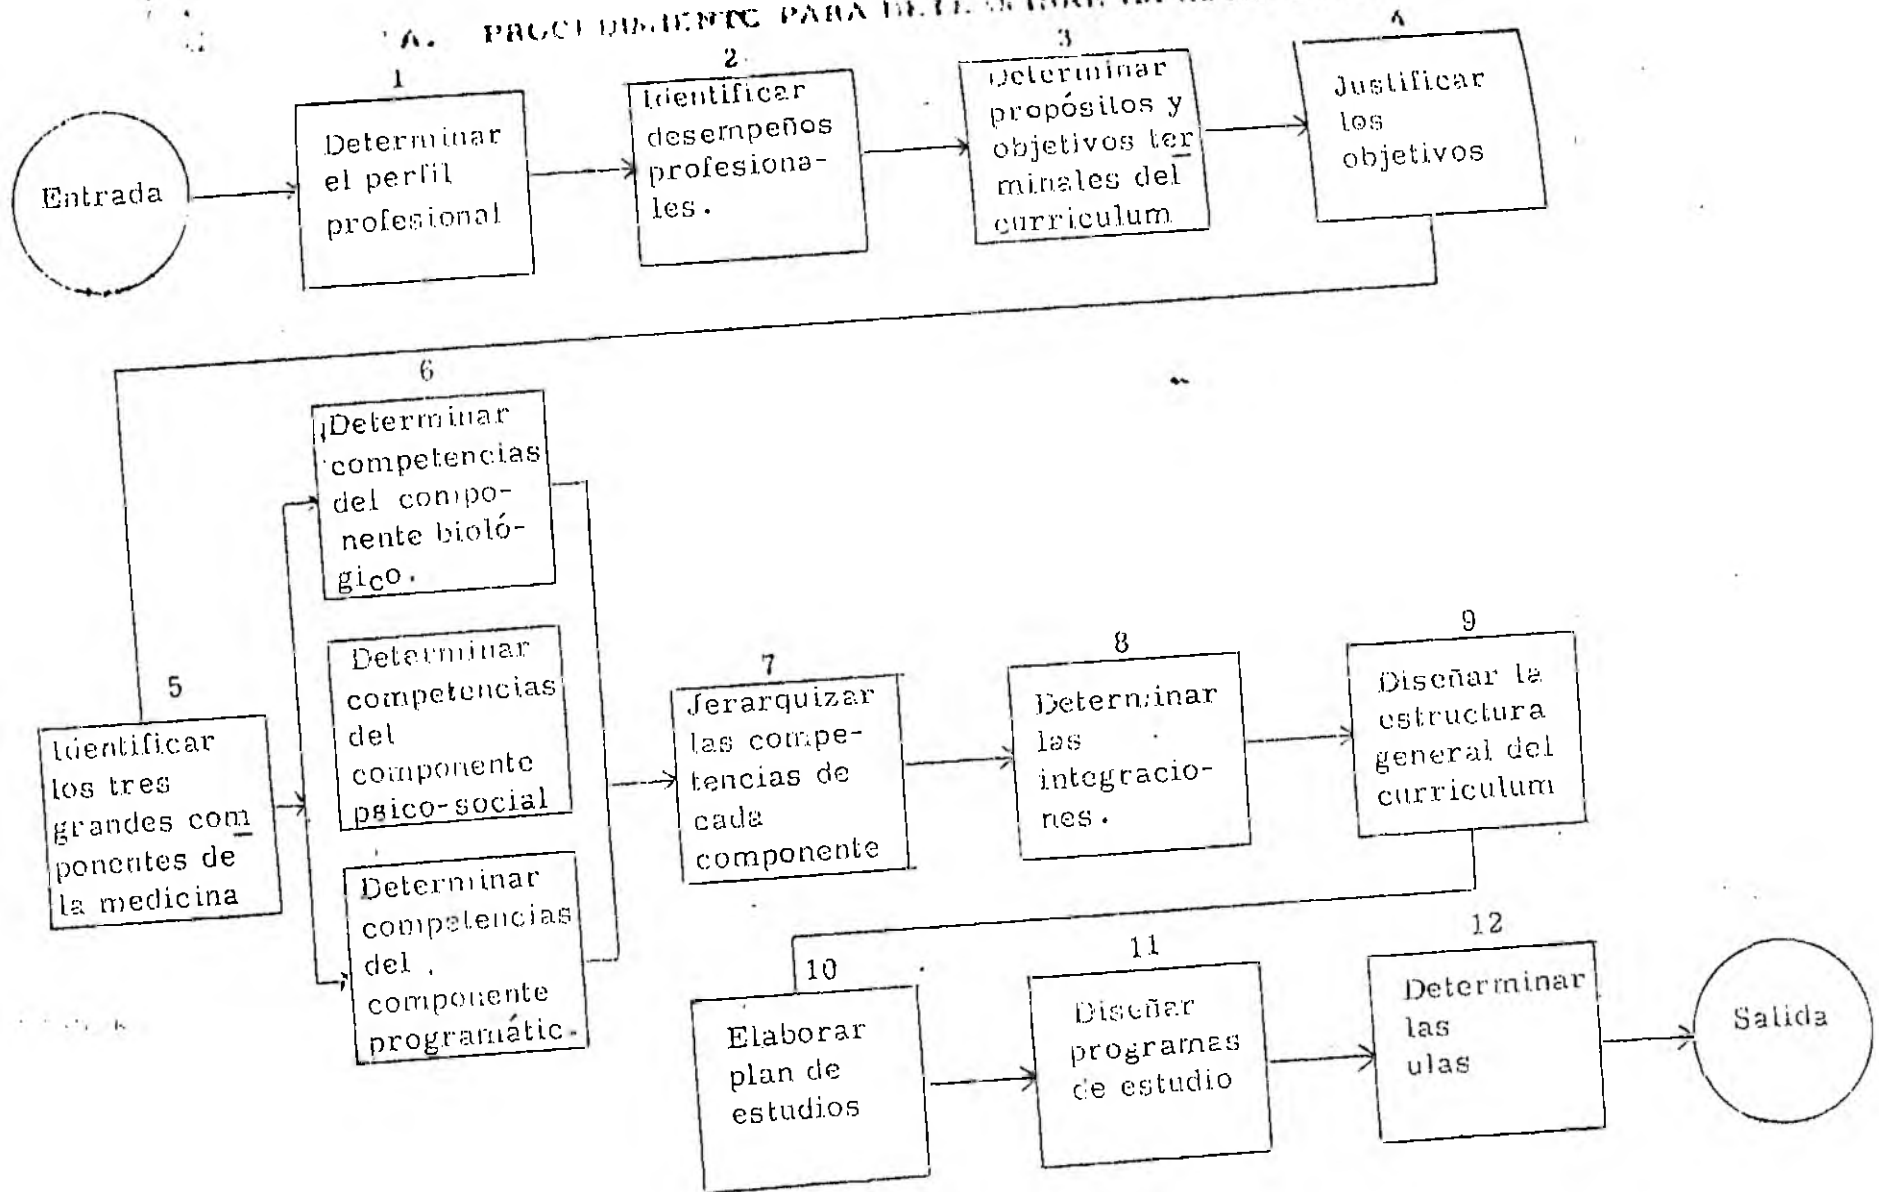 A. PROCEDIMIENTO PARA
1
2
3
4
Entrada
Determinar
el perfil
profesional
Identificar
desempeños
profesiona-
les.
Determinar
propósitos y
objetivos ter
minales del
curriculum
Justificar
los
objetivos
5
Identificar
los tres
grandes com
ponentes de
la medicina
6
Determinar
competencias
del compo-
nente bioló-
gico.
Determinar
competencias
del
componente
psico-social
Determinar
competencias
del
componente
programátic.
7
Jerarquizar
las compe-
tencias de
cada
componente
8
Determinar
las
integracio-
nes.
9
Diseñar la
estructura
general del
curriculum
10
Elaborar
plan de
estudios
11
Diseñar
programas
de estudio
12
Determinar
las
ulas
Salida